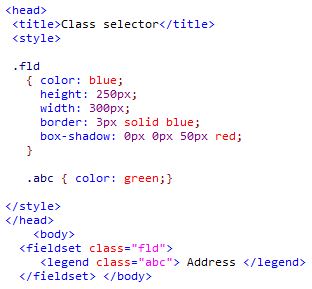 <head>
<title>Class selector</title>
<style>
.fld
{ color: blue;
height: 250px;
width: 300px;
border: 3px solid blue;
box-shadow: 0px 0px 50px red;
}
.abc { color: green;}
</style>
</head>
<body>
<fieldset class="fld">
<legend class="abc"> Address </legend>
</fieldset> </body>